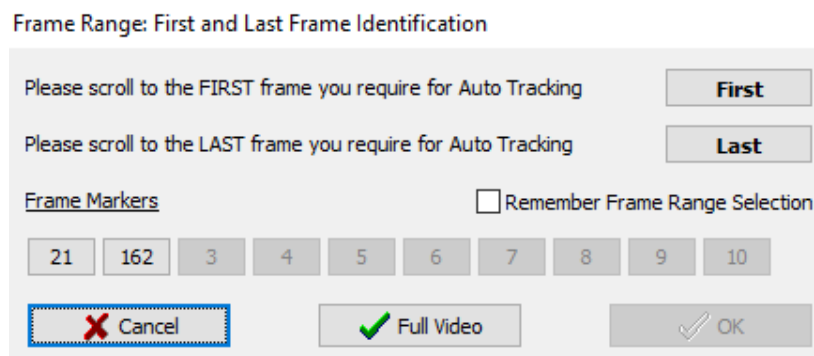 Frame Range: First and Last Frame Identification
Please scroll to the FIRST frame you require for Auto Tracking First
Please scroll to the LAST frame you require for Auto Tracking Last
Frame Markers Remember Frame Range Selection
21 162 3 4 5 6 7 8 9 10
Cancel Full Video OK